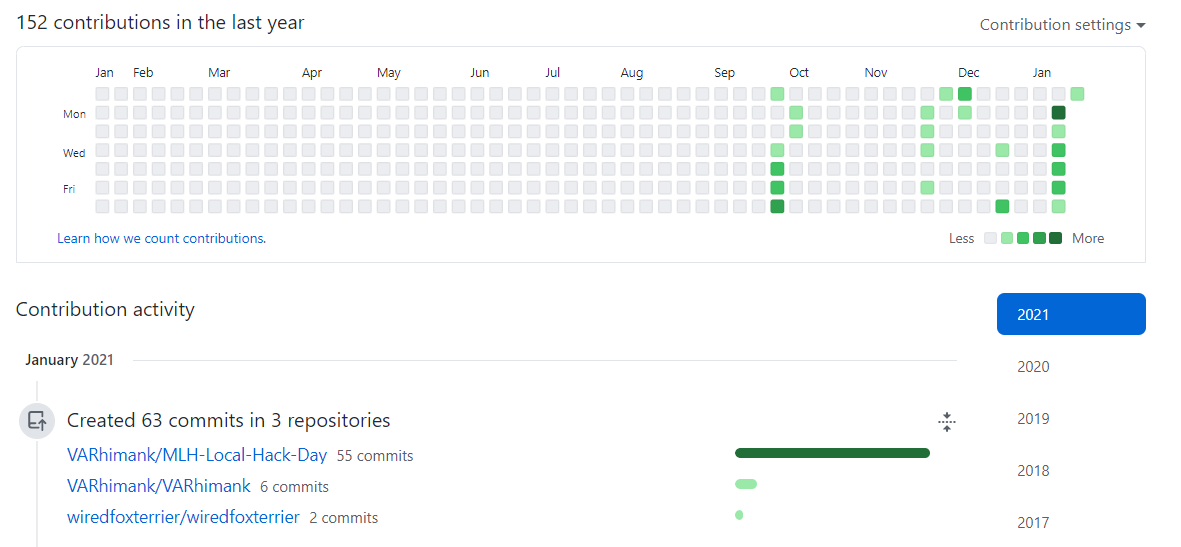 152 contributions in the last year
Contribution settings
Jan Feb Mar Apr May Jun Jul Aug Sep Oct Nov Dec Jan
Mon
Wed
Fri
Learn how we count contributions.
Less More
Contribution activity
2021
January 2021
2020
Created 63 commits in 3 repositories
2019
VARhimank/MLH-Local-Hack-Day 55 commits
2018
VARhimank/VARhimank 6 commits
wiredfoxterrier/wiredfoxterrier 2 commits
2017